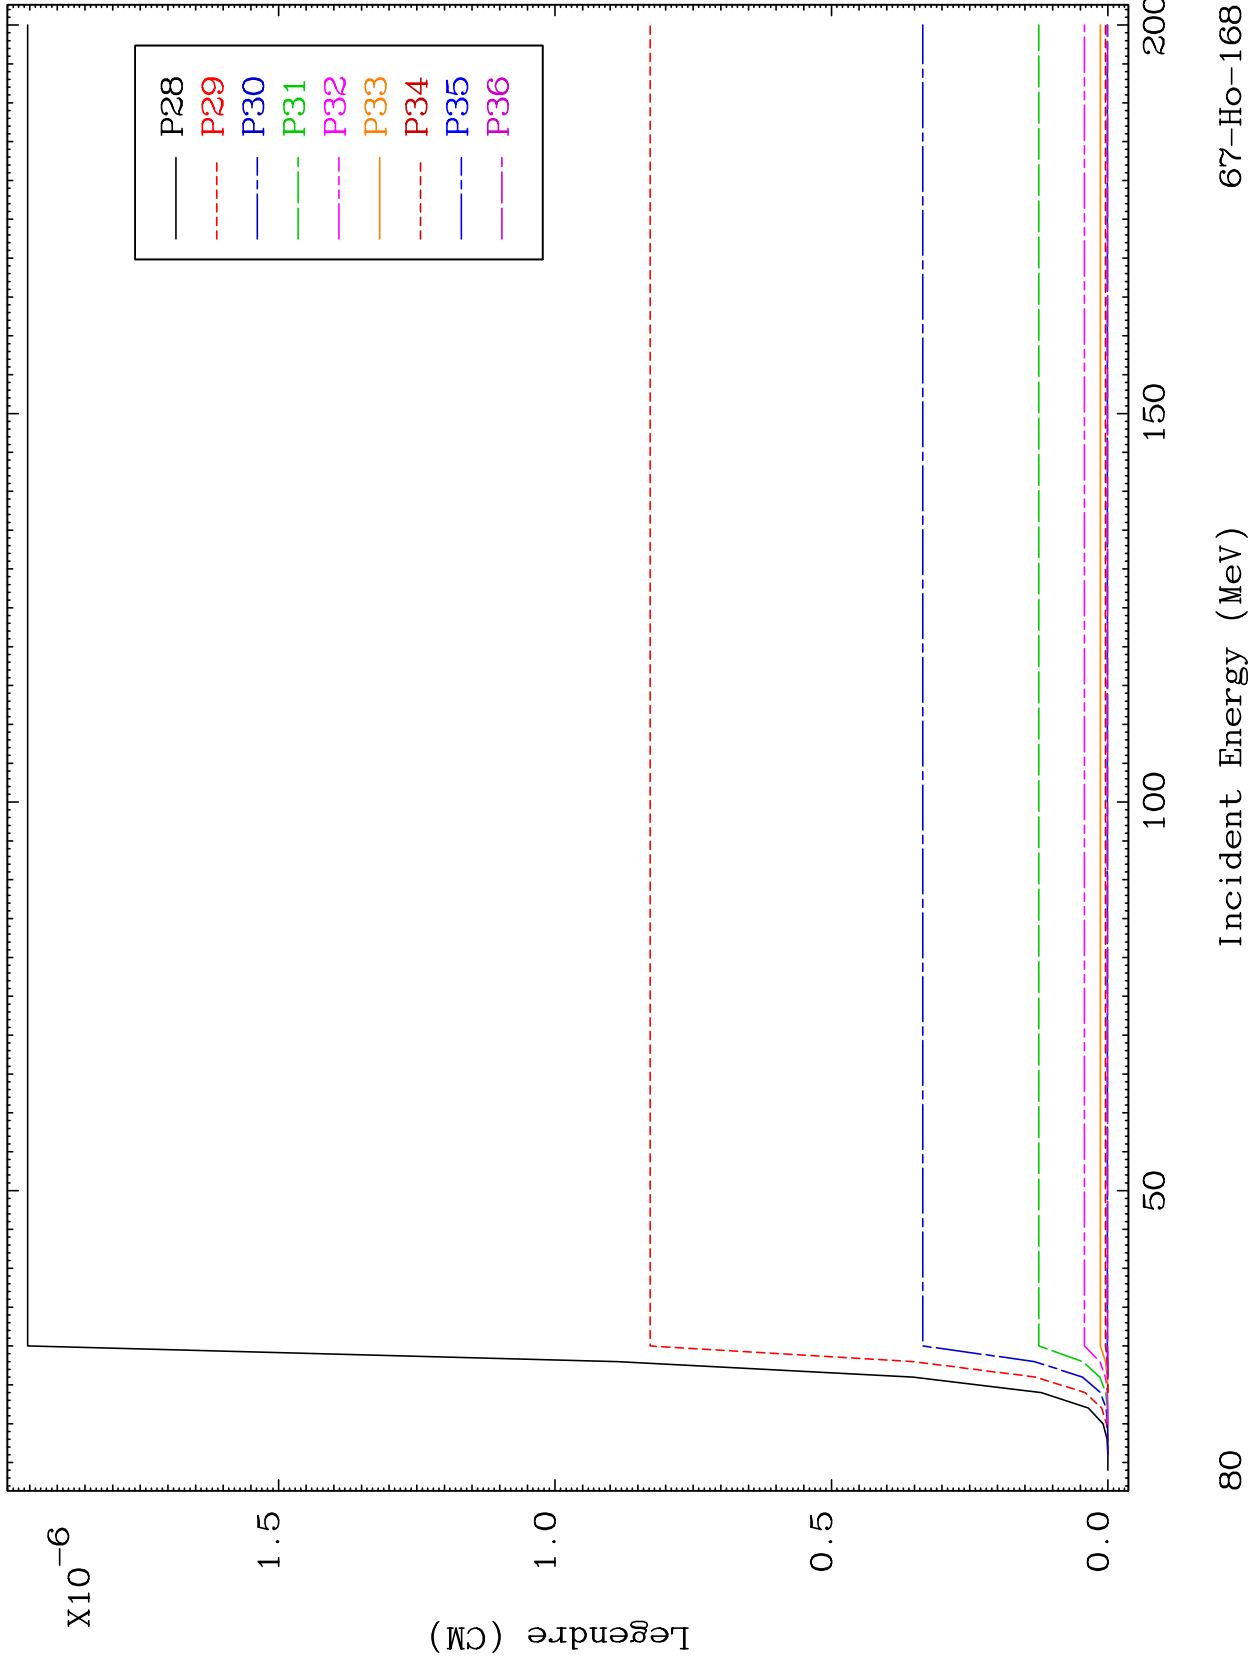 X10-6
1.5
1.0
0.5
0.0
Legendre (CM)
P28
P29
P30
P31
P32
P33
P34
P35
P36
50
100
150
200
80
Incident Energy (MeV)
67-Ho-168